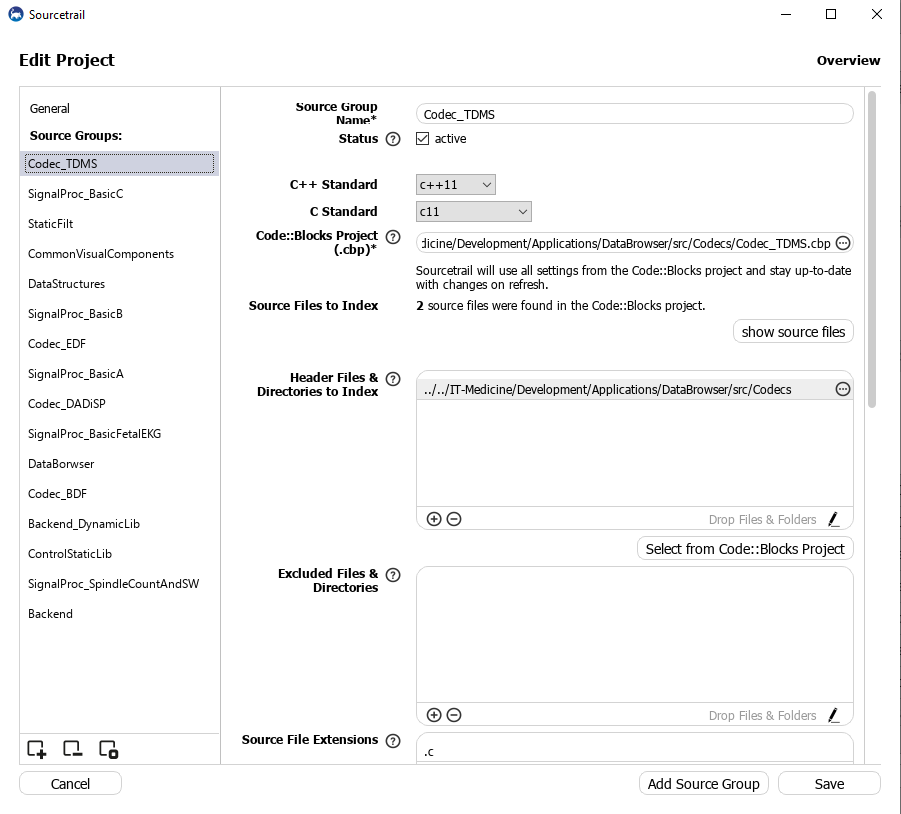 Sourcetrail
Edit Project
Overview
General
Source Groups:
Codec_TDMS
SignalProc_BasicC
StaticFilt
CommonVisualComponents
DataStructures
SignalProc_BasicB
Codec_EDF
SignalProc_BasicA
Codec_DADiSP
SignalProc_BasicFetalEKG
DataBorwser
Codec_BDF
Backend_DynamicLib
ControlStaticLib
SignalProc_SpindleCountAndSW
Backend
Source Group
Name*
Codec_TDMS
Status
?
active
C++ Standard
c++11
C Standard
c11
Code::Blocks Project
(.cbp)*
?
dicine/Development/Applications/DataBrowser/src/Codecs/Codec_TDMS.cbp
Sourcetrail will use all settings from the Code::Blocks project and stay up-to-date
with changes on refresh.
Source Files to Index
2 source files were found in the Code::Blocks project.
show source files
Header Files &
Directories to Index
?
../../IT-Medicine/Development/Applications/DataBrowser/src/Codecs
Drop Files & Folders
Select from Code::Blocks Project
Excluded Files &
Directories
?
Drop Files & Folders
Source File Extensions
?
.c
Cancel
Add Source Group
Save